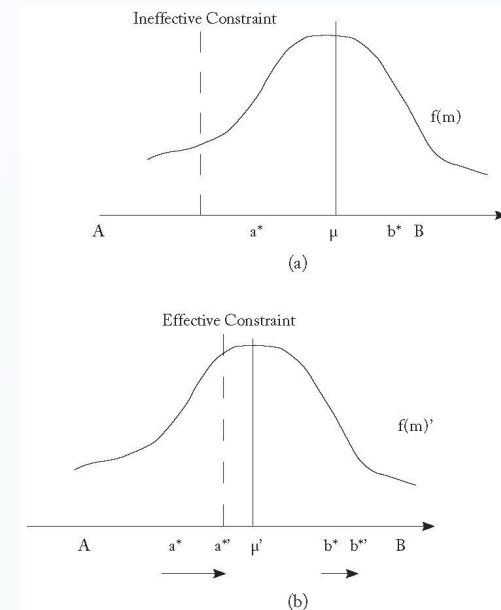 Ineffective Constraint
f(m)
A a* μ b* B
(a)
Effective Constraint
f(m)’
A a* a*’ μ’ b* b*’ B
(b)